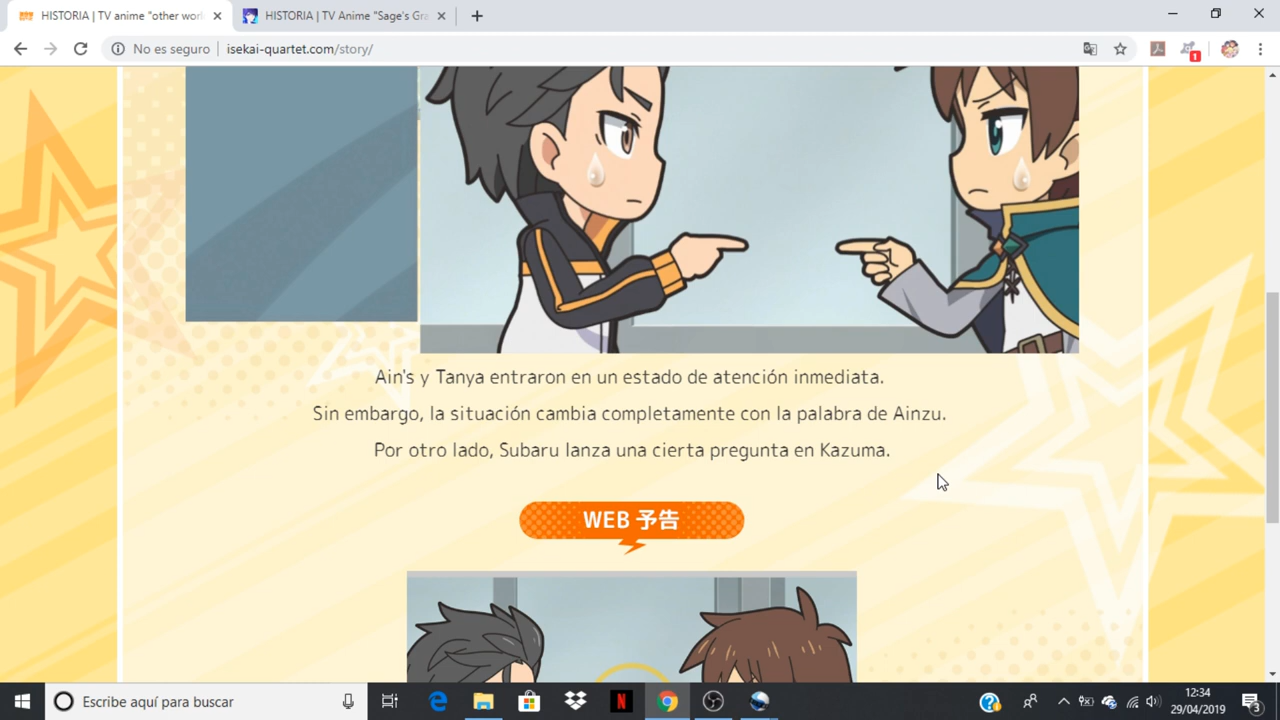 HISTORIA | TV anime "other worl
HISTORIA | TV Anime "Sage's Gra
No es seguro
isekai-quartet.com/story/
1
Ain's y Tanya entraron en un estado de atención inmediata.
Sin embargo, la situación cambia completamente con la palabra de Ainzu.
Por otro lado, Subaru lanza una cierta pregunta en Kazuma.
WEB 予告
Escribe aquí para buscar
N
12:34
29/04/2019
3